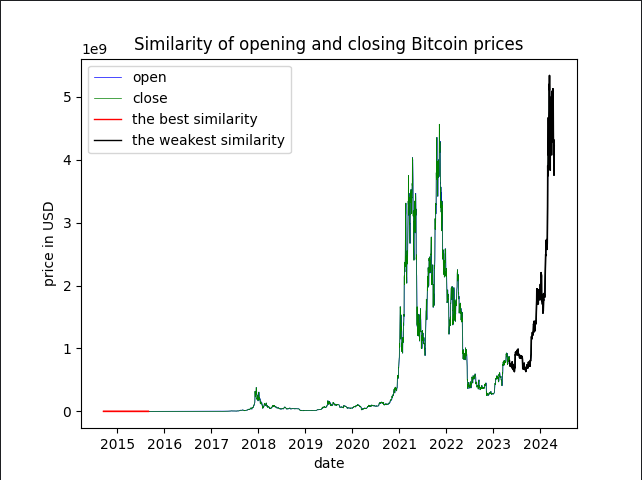 Similarity of opening and closing Bitcoin prices
1e9
open
close
the best similarity
the weakest similarity
5
4
3
2
1
0
price in USD
2015 2016 2017 2018 2019 2020 2021 2022 2023 2024
date